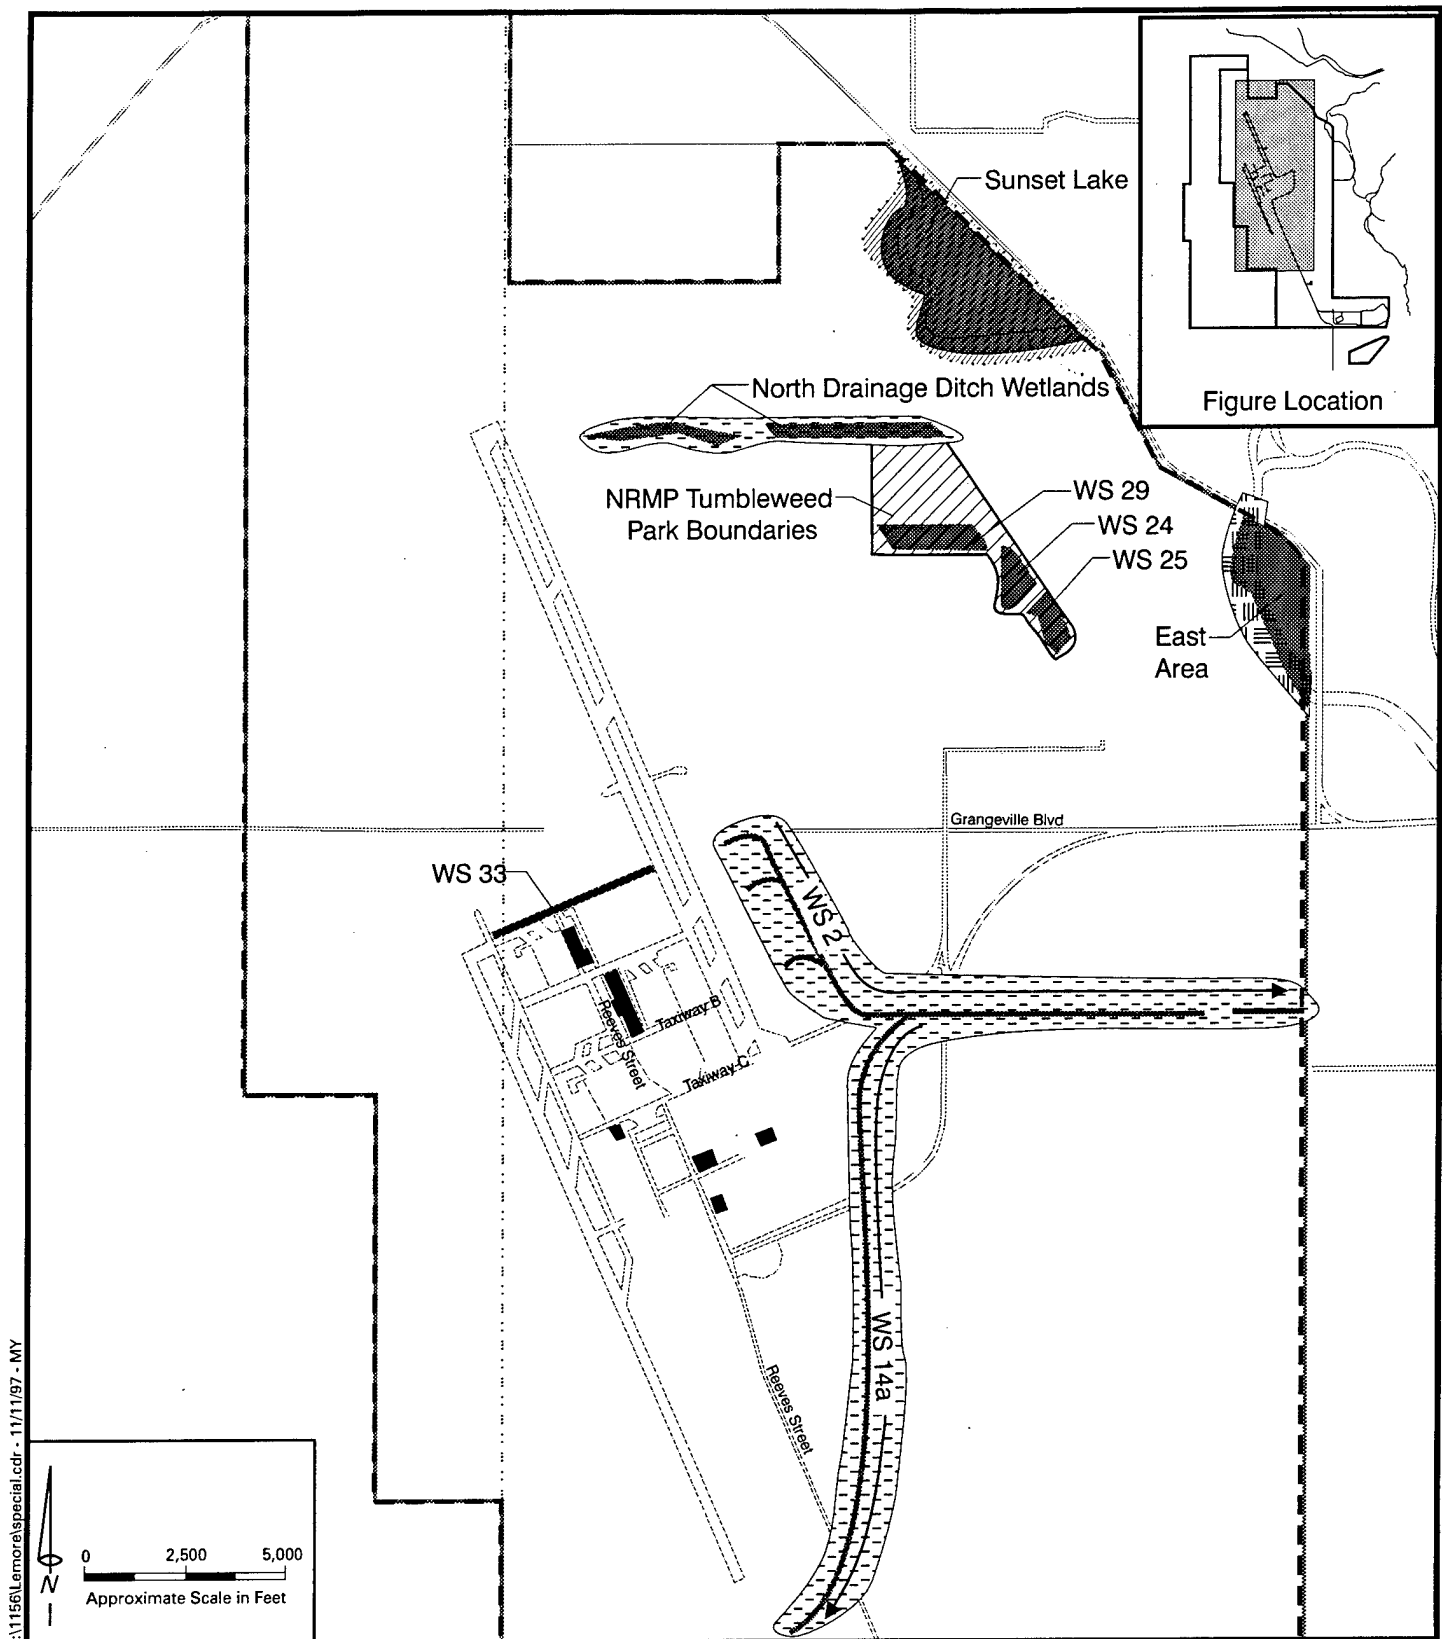 Sunset Lake
Figure Location
North Drainage Ditch Wetlands
NRMP Tumbleweed
Park Boundaries
WS 29
WS 24
WS 25
East
Area
Grangeville Blvd
WS 33
WS 2
Reeves Street
Taxiway B
Taxiway C
WS 14a
Reeves Street
N
0 2,500 5,000
Approximate Scale in Feet
:\1156\Lemore\special.cdr - 11/11/97 - MY